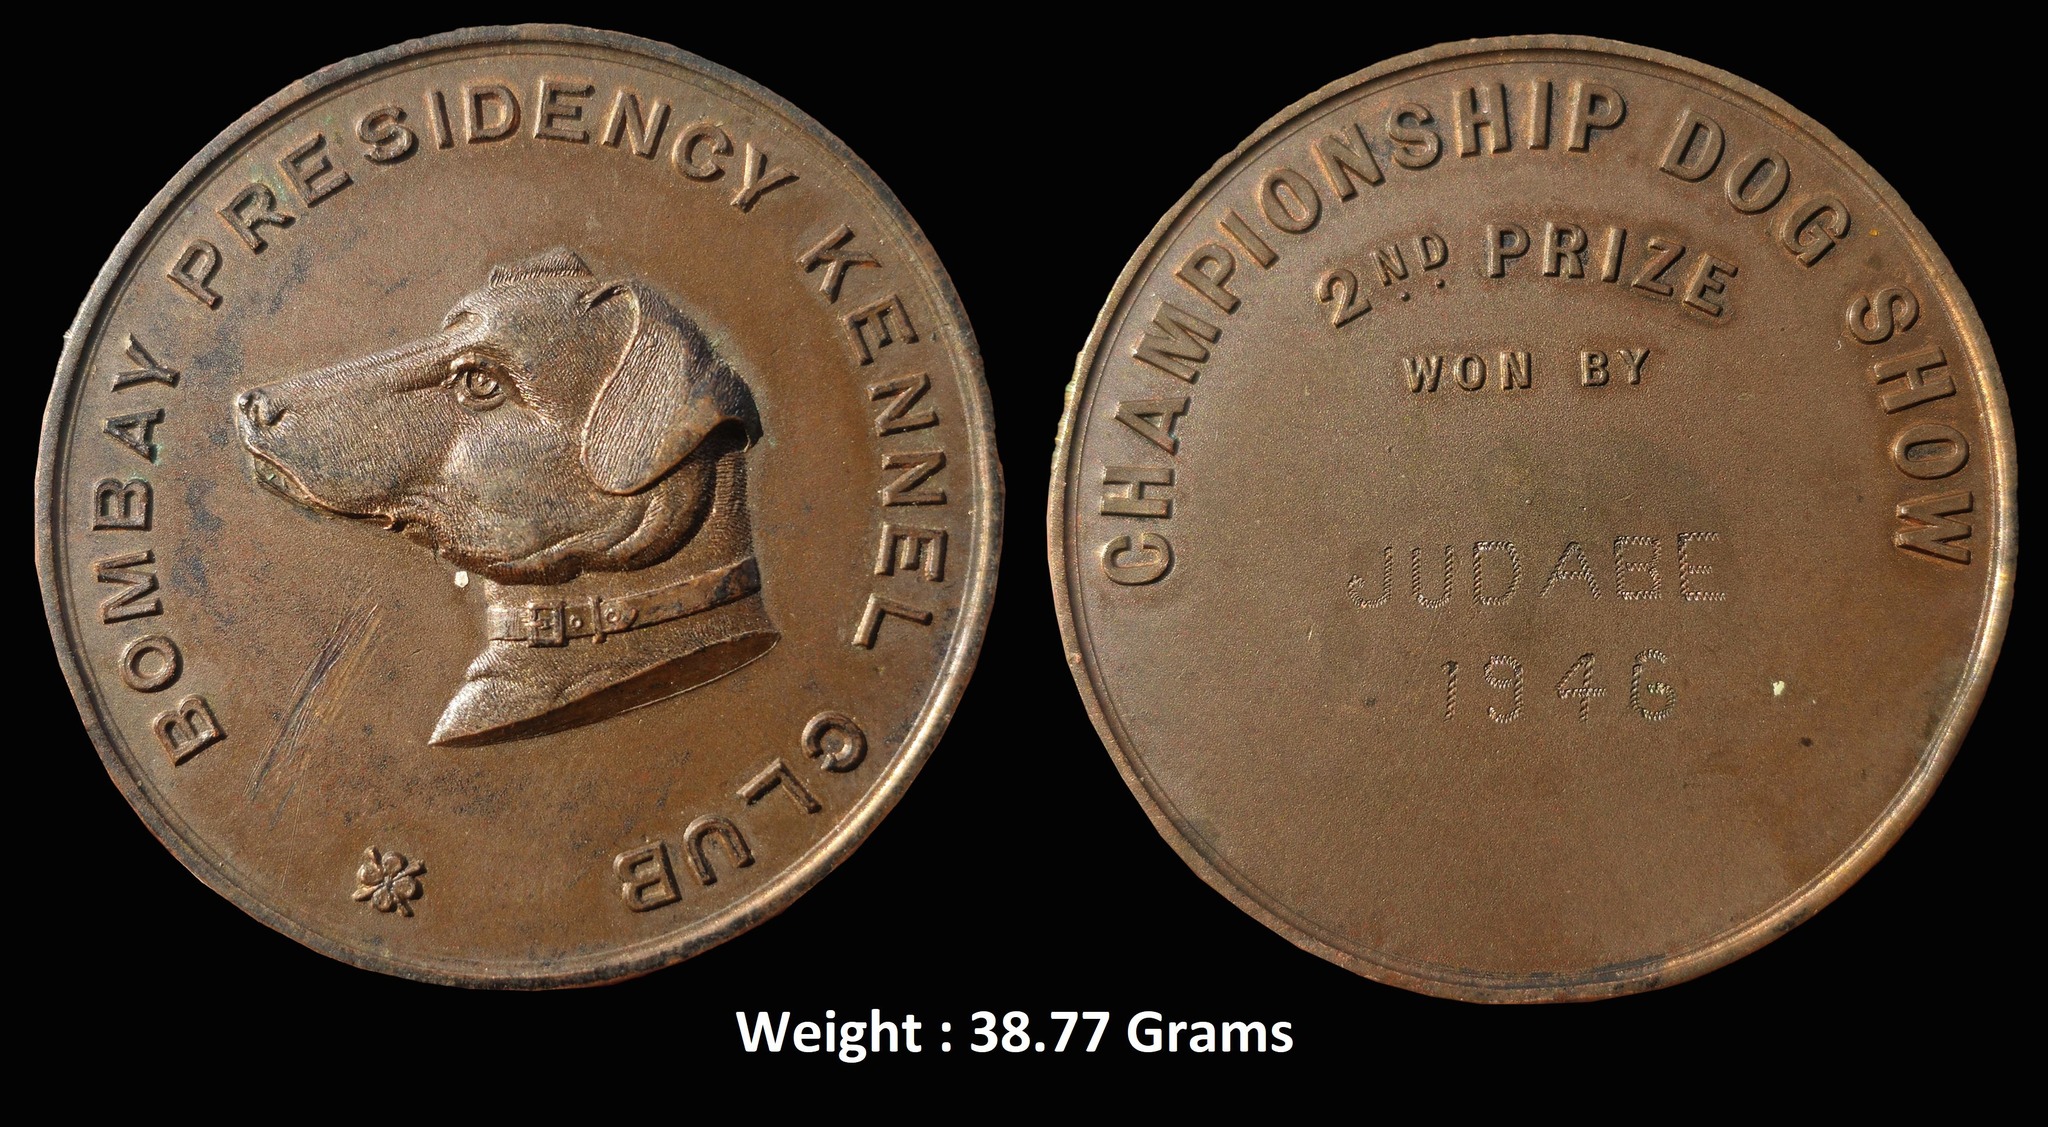 BOMBAY PRESIDENCY KENNEL CLUB
CHAMPIONSHIP DOG SHOW
2ND PRIZE
WON BY
JUDABE
1946
Weight : 38.77 Grams